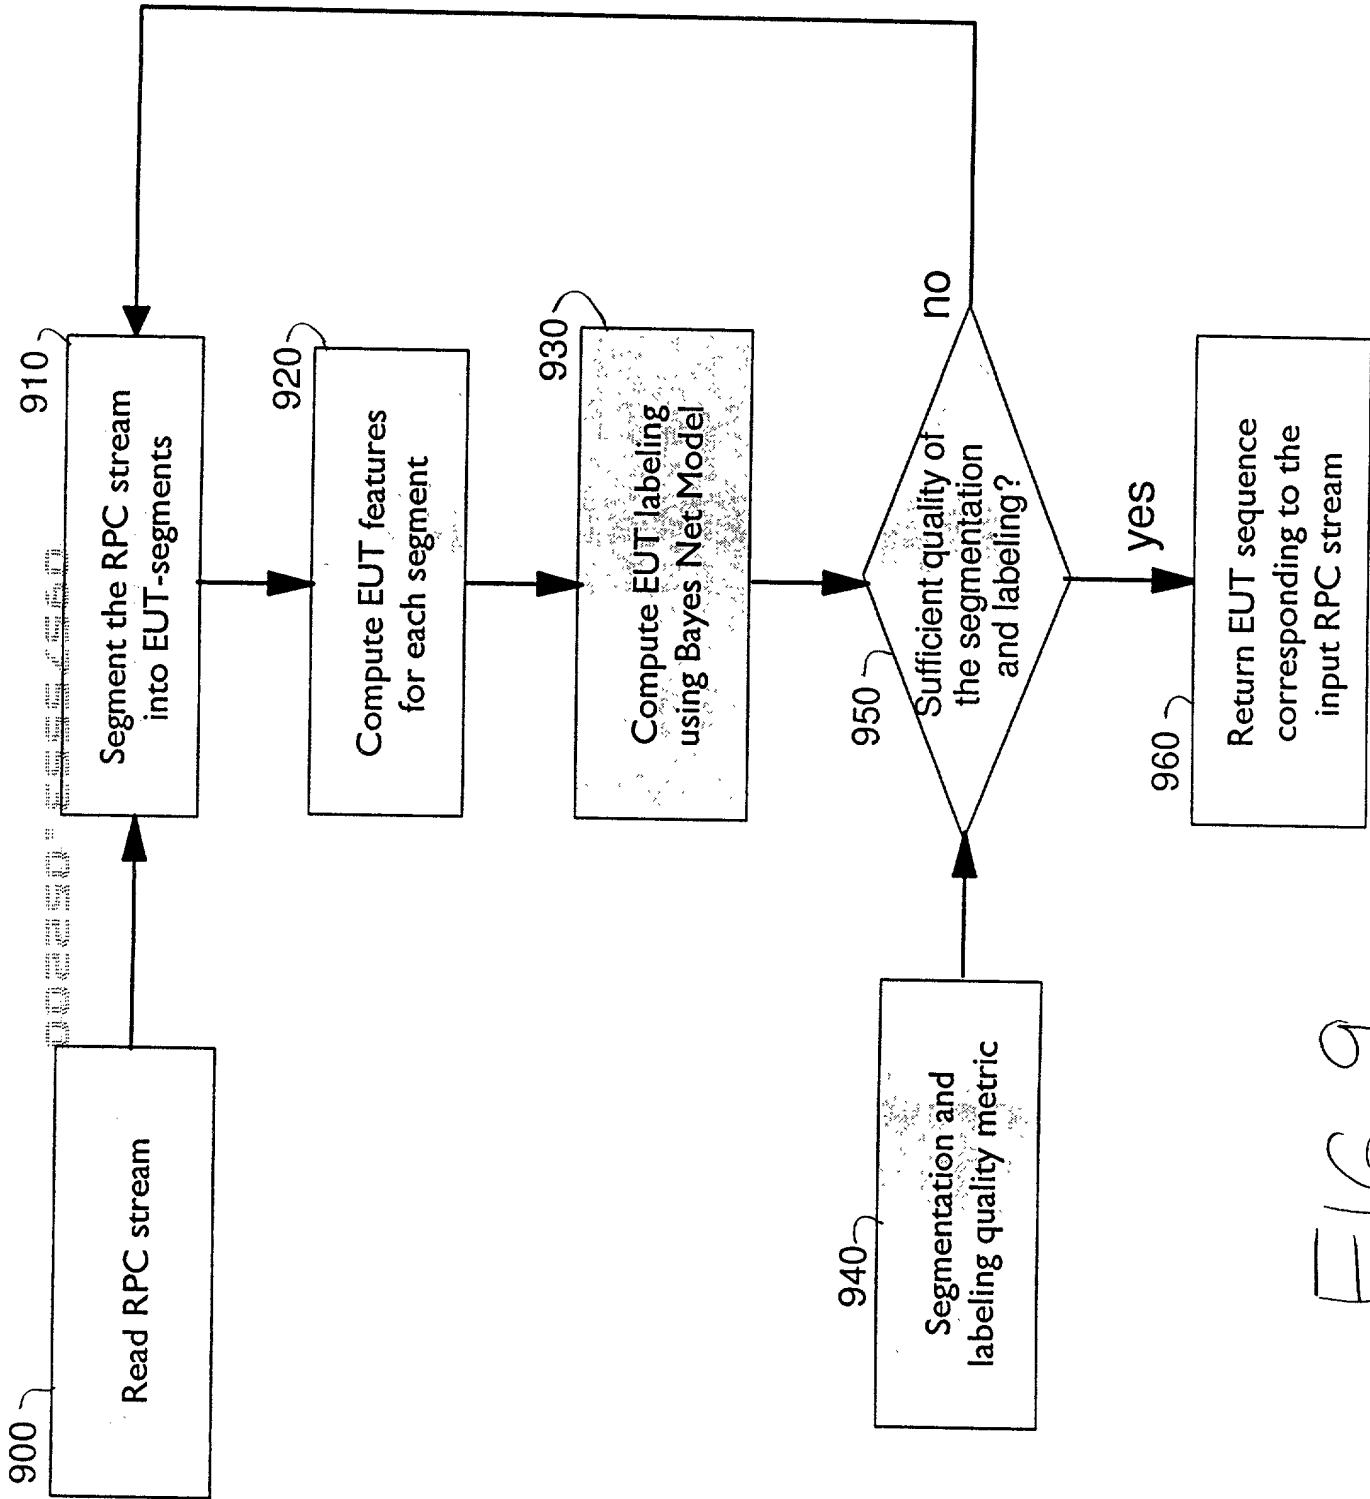 900
Read RPC stream
910
Segment the RPC stream
into EUT-segments
920
Compute EUT features
for each segment
930
Compute EUT labeling
using Bayes Net Model
940
Segmentation and
labeling quality metric
950
Sufficient quality of
the segmentation
and labeling?
no
yes
960
Return EUT sequence
corresponding to the
input RPC stream
FIG 9